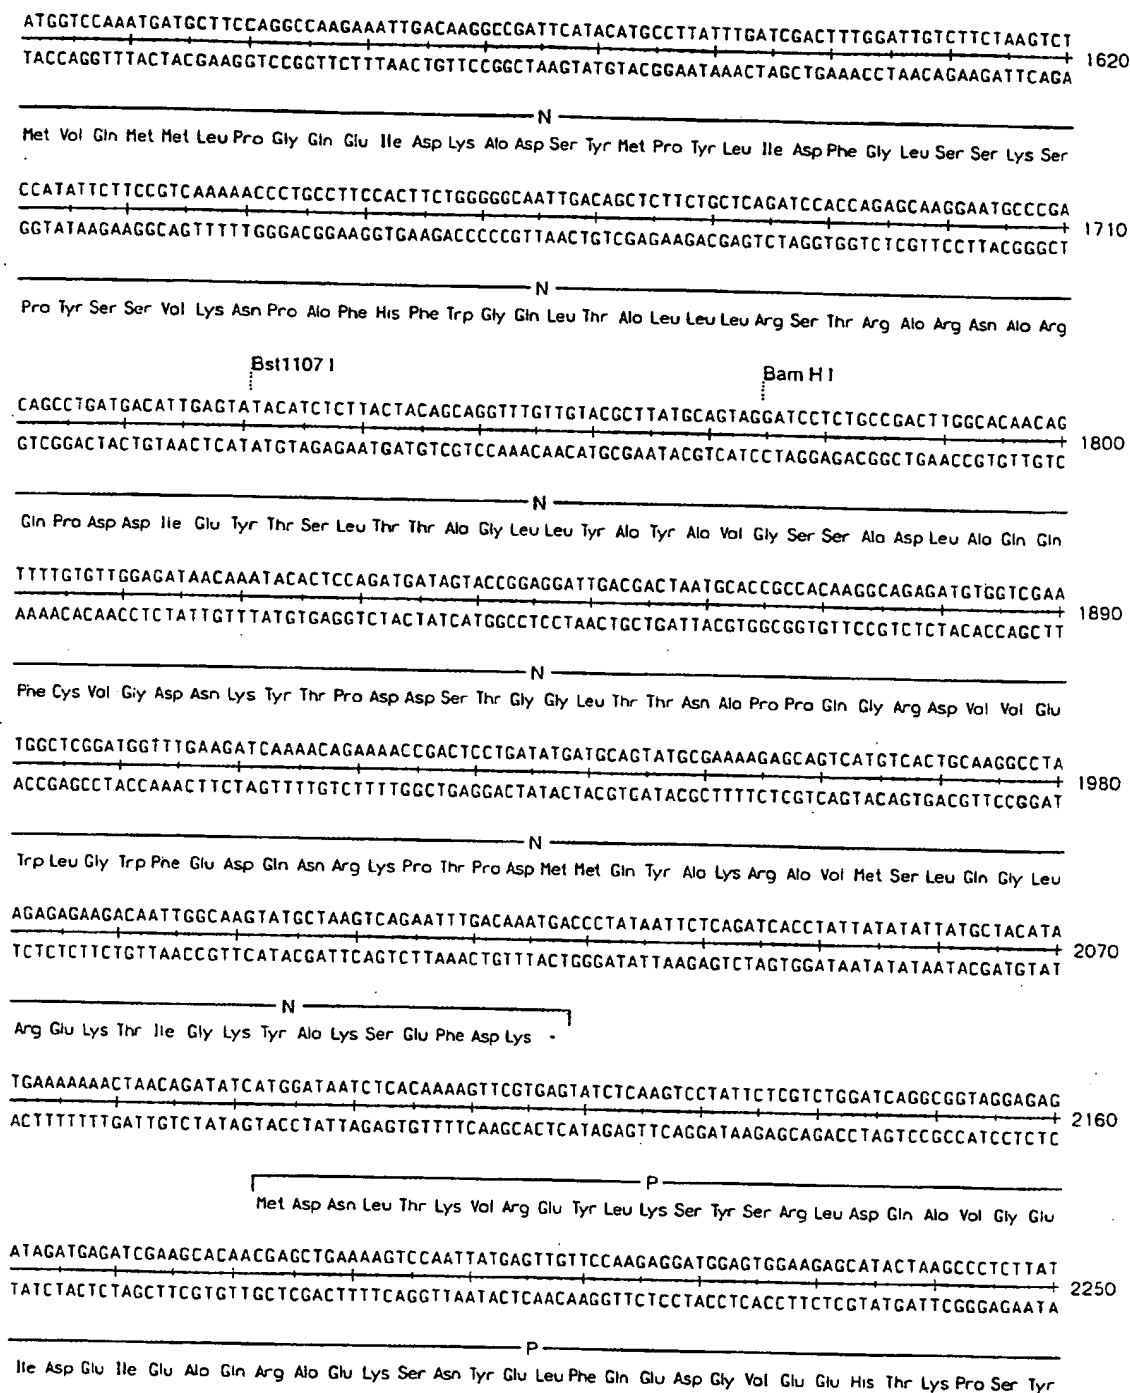 ATGGTCCAAATGATGCTTCCAGGCCAAGAAATTGACAAGGCCGATTCATACATGCCTTATTTGATCGACTTTGGATTGTCTTCTAAGTCT
1620
TACCAGGTTTACTACGAAGGTCCGGTTCTTTAACTGTTCCGGCTAAGTATGTACGGAATAAACTAGCTGAAACCTAACAGAAGATTCAGA
N
Met Val Gln Met Met Leu Pro Gly Gln Glu Ile Asp Lys Ala Asp Ser Tyr Met Pro Tyr Leu Ile Asp Phe Gly Leu Ser Ser Lys Ser
CCATATTCTTCCGTCAAAAACCCTGCCTTCCACTTCTGGGGGCAATTGACAGCTCTTCTGCTCAGATCCACCAGAGCAAGGAATGCCCGA
1710
GGTATAAGAAGGCAGTTTTTGGGACGGAAGGTGAAGACCCCCGTTAACTGTCGAGAAGACGAGTCTAGGTGGTCTCGTTCCTTACGGGCT
N
Pro Tyr Ser Ser Val Lys Asn Pro Ala Phe His Phe Trp Gly Gln Leu Thr Ala Leu Leu Leu Arg Ser Thr Arg Ala Arg Asn Ala Arg
Bst1107 I
Bam H I
CAGCCTGATGACATTGAGTATACATCTCTTACTACAGCAGGTTTGTTGTACGCTTATGCAGTAGGATCCTCTGCCGACTTGGCACAACAG
1800
GTCGGACTACTGTAACTCATATGTAGAGAATGATGTCGTCCAAACAACATGCGAATACGTCATCCTAGGAGACGGCTGAACCGTGTTGTC
N
Gln Pro Asp Asp Ile Glu Tyr Thr Ser Leu Thr Thr Ala Gly Leu Leu Tyr Ala Tyr Ala Val Gly Ser Ser Ala Asp Leu Ala Gln Gln
TTTTGTGTTGGAGATAACAAATACACTCCAGATGATAGTACCGGAGGATTGACGACTAATGCACCGCCACAAGGCAGAGATGTGGTCGAA
1890
AAAACACAACCTCTATTGTTTATGTGAGGTCTACTATCATGGCCTCCTAACTGCTGATTACGTGGCGGTGTTCCGTCTCTACACCAGCTT
N
Phe Cys Val Gly Asp Asn Lys Tyr Thr Pro Asp Asp Ser Thr Gly Gly Leu Thr Thr Asn Ala Pro Pro Gln Gly Arg Asp Val Val Glu
TGGCTCGGATGGTTTGAAGATCAAAACAGAAAACCGACTCCTGATATGATGCAGTATGCGAAAAGAGCAGTCATGTCACTGCAAGGCCTA
1980
ACCGAGCCTACCAAACTTCTAGTTTTGTCTTTTGGCTGAGGACTATACTACGTCATACGCTTTTCTCGTCAGTACAGTGACGTTCCGGAT
N
Trp Leu Gly Trp Phe Glu Asp Gln Asn Arg Lys Pro Thr Pro Asp Met Met Gln Tyr Ala Lys Arg Ala Val Met Ser Leu Gln Gly Leu
AGAGAGAAGACAATTGGCAAGTATGCTAAGTCAGAATTTGACAAATGACCCTATAATTCTCAGATCACCTATTATATATTATGCTACATA
2070
TCTCTCTTCTGTTAACCGTTCATACGATTCAGTCTTAAACTGTTTACTGGGATATTAAGAGTCTAGTGGATAATATATAATACGATGTAT
N
Arg Glu Lys Thr Ile Gly Lys Tyr Ala Lys Ser Glu Phe Asp Lys ·
TGAAAAAAACTAACAGATATCATGGATAATCTCACAAAAGTTCGTGAGTATCTCAAGTCCTATTCTCGTCTGGATCAGGCGGTAGGAGAG
2160
ACTTTTTTTGATTGTCTATAGTACCTATTAGAGTGTTTTCAAGCACTCATAGAGTTCAGGATAAGAGCAGACCTAGTCCGCCATCCTCTC
P
Met Asp Asn Leu Thr Lys Val Arg Glu Tyr Leu Lys Ser Tyr Ser Arg Leu Asp Gln Ala Val Gly Glu
ATAGATGAGATCGAAGCACAACGAGCTGAAAAGTCCAATTATGAGTTGTTCCAAGAGGATGGAGTGGAAGAGCATACTAAGCCCTCTTAT
2250
TATCTACTCTAGCTTCGTGTTGCTCGACTTTTCAGGTTAATACTCAACAAGGTTCTCCTACCTCACCTTCTCGTATGATTCGGGAGAATA
P
Ile Asp Glu Ile Glu Ala Gln Arg Ala Glu Lys Ser Asn Tyr Glu Leu Phe Gln Glu Asp Gly Val Glu Glu His Thr Lys Pro Ser Tyr